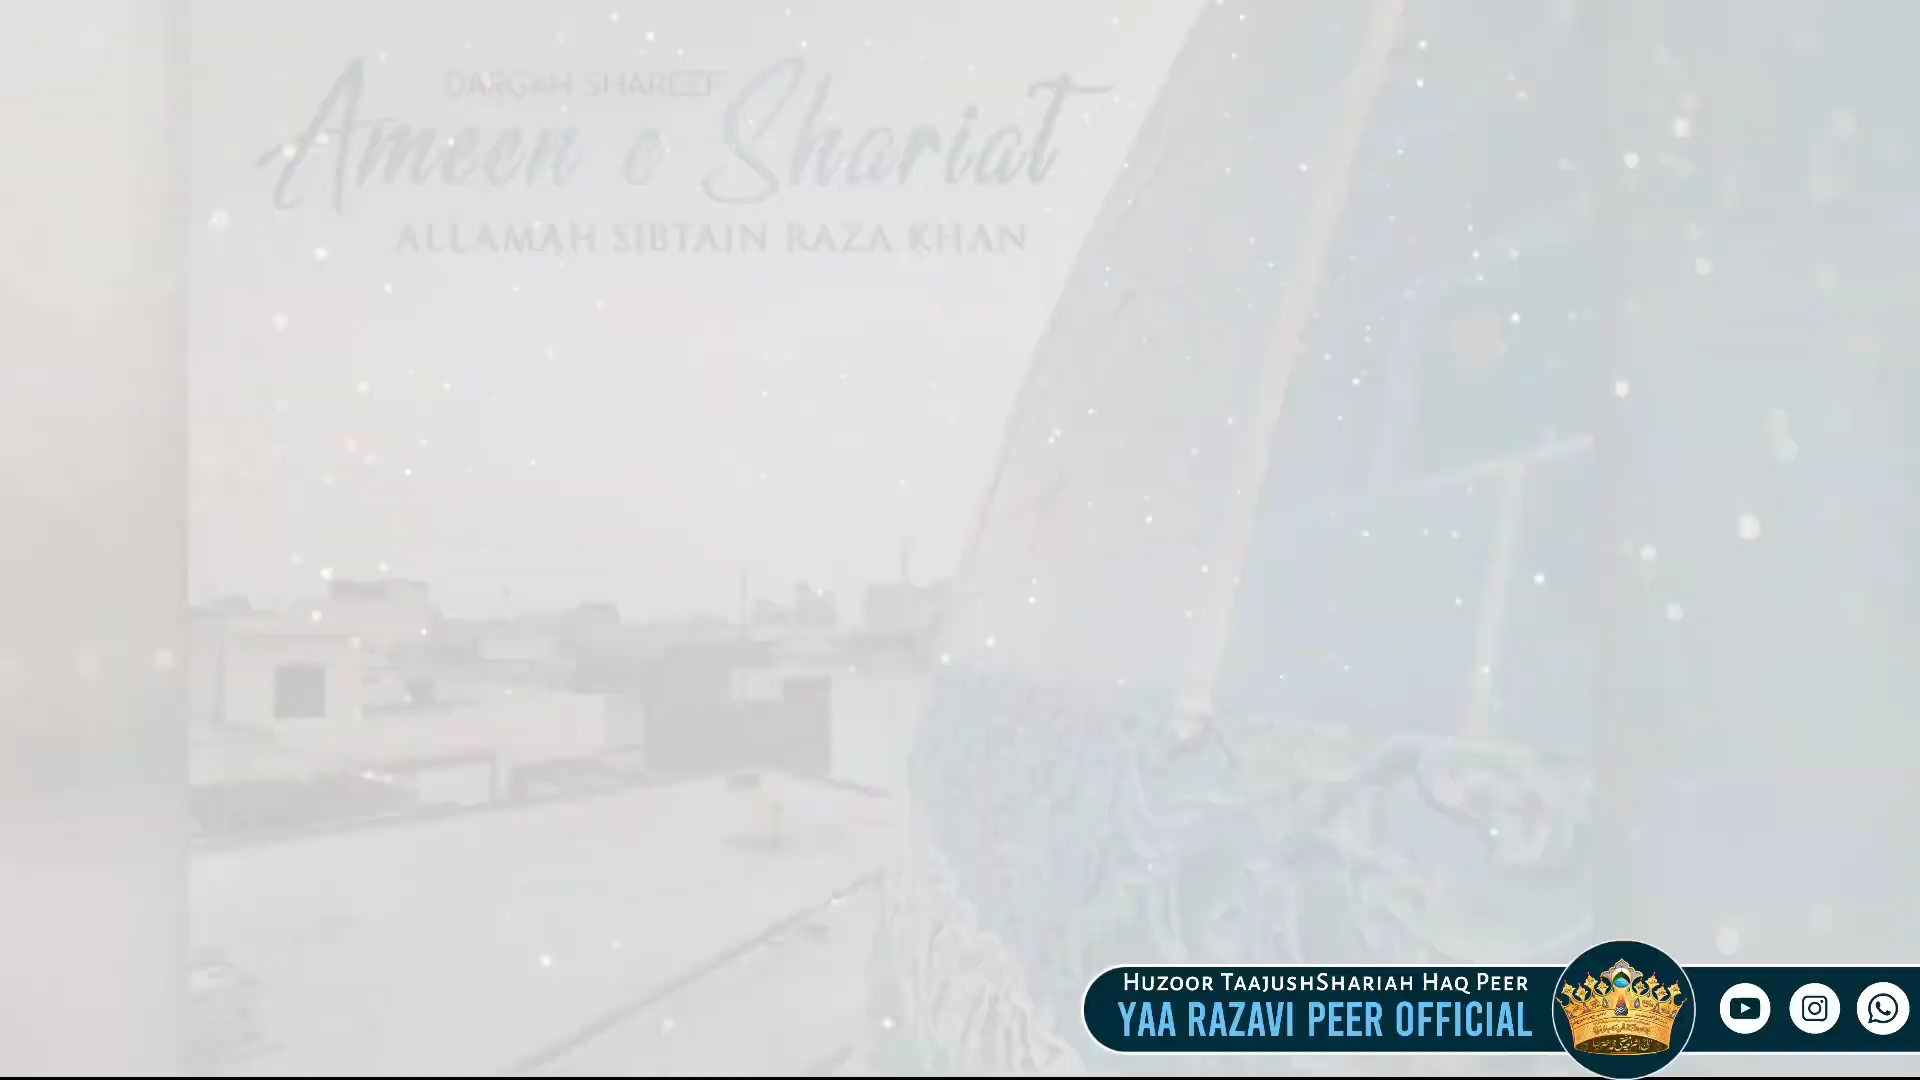 DARGAH SHAREEF
Ameen e Shariat
ALLAMAH SIBTAIN RAZA KHAN
HUZOOR TAAJUSHSHARIAH HAQ PEER
YAA RAZAVI PEER OFFICIAL